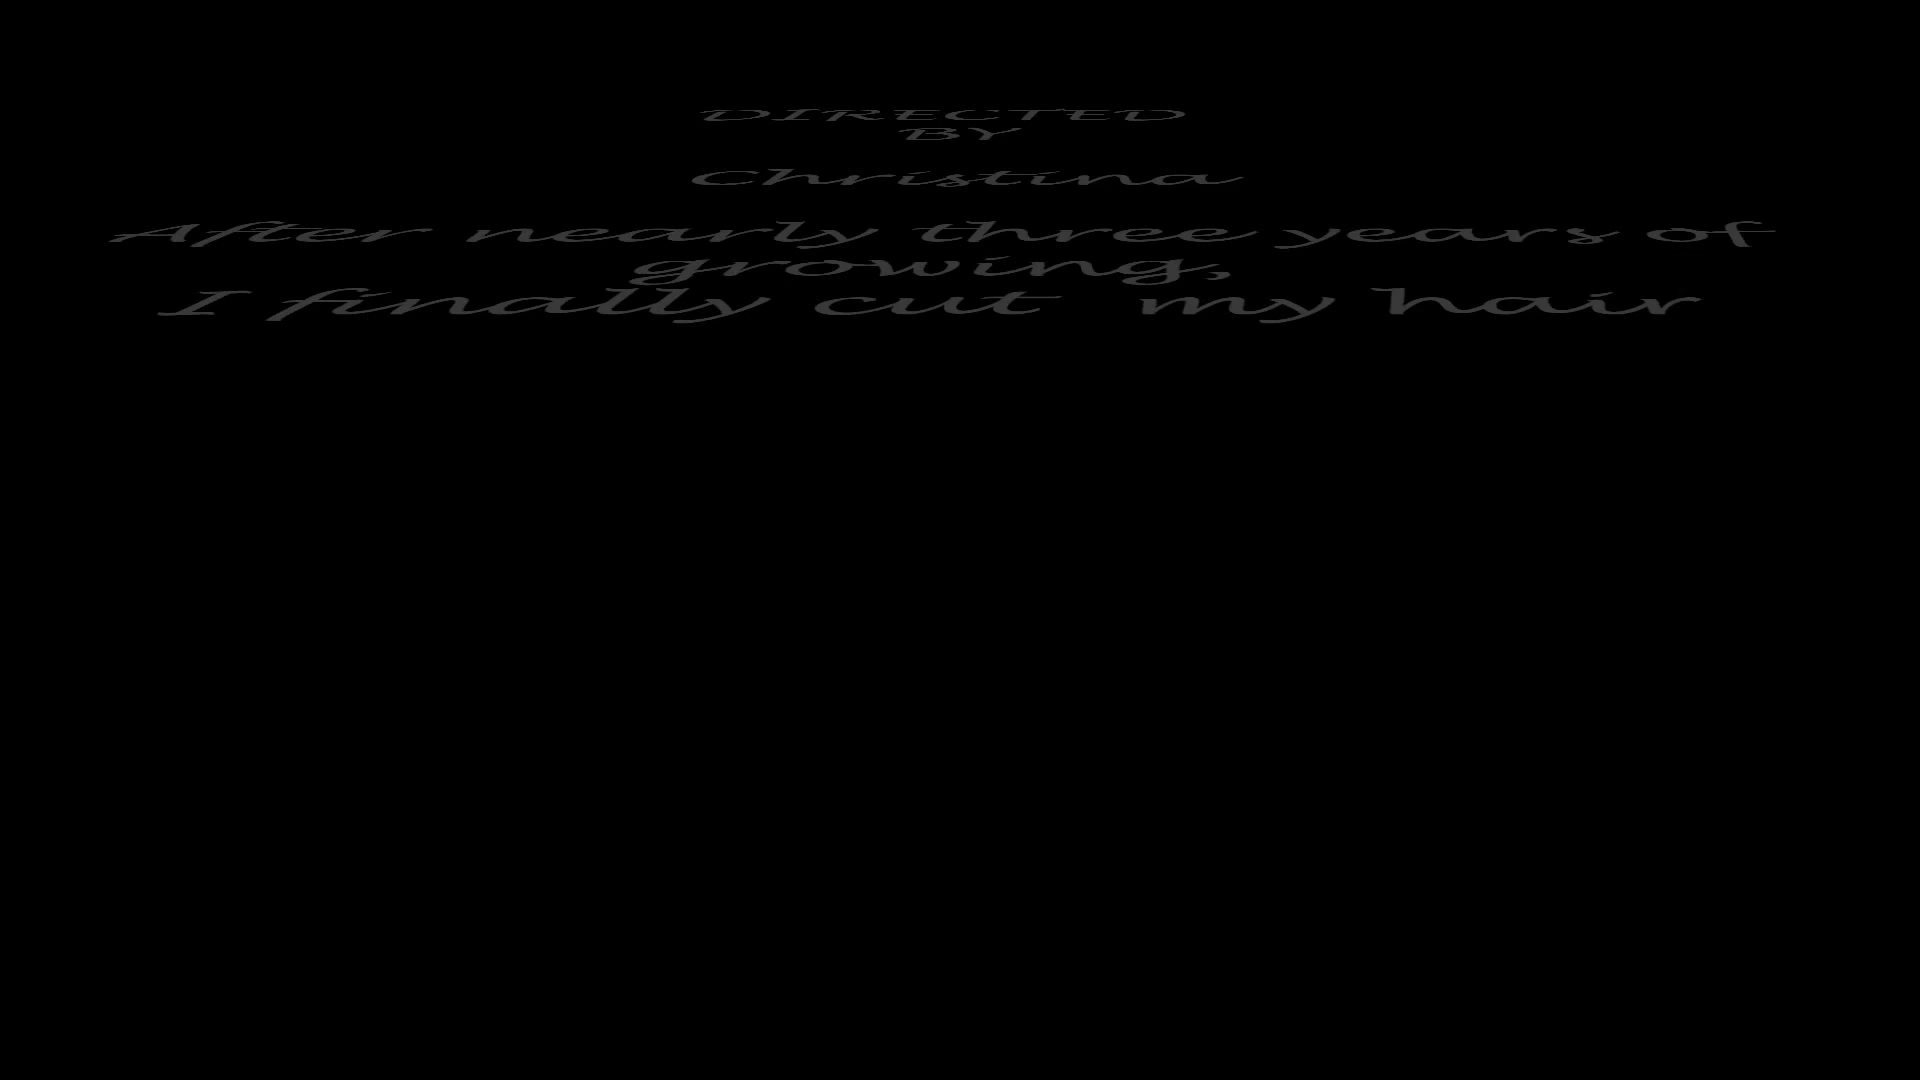 DIRECTED
BY
Christina
After nearly three years of
growing,
I finally cut my hair